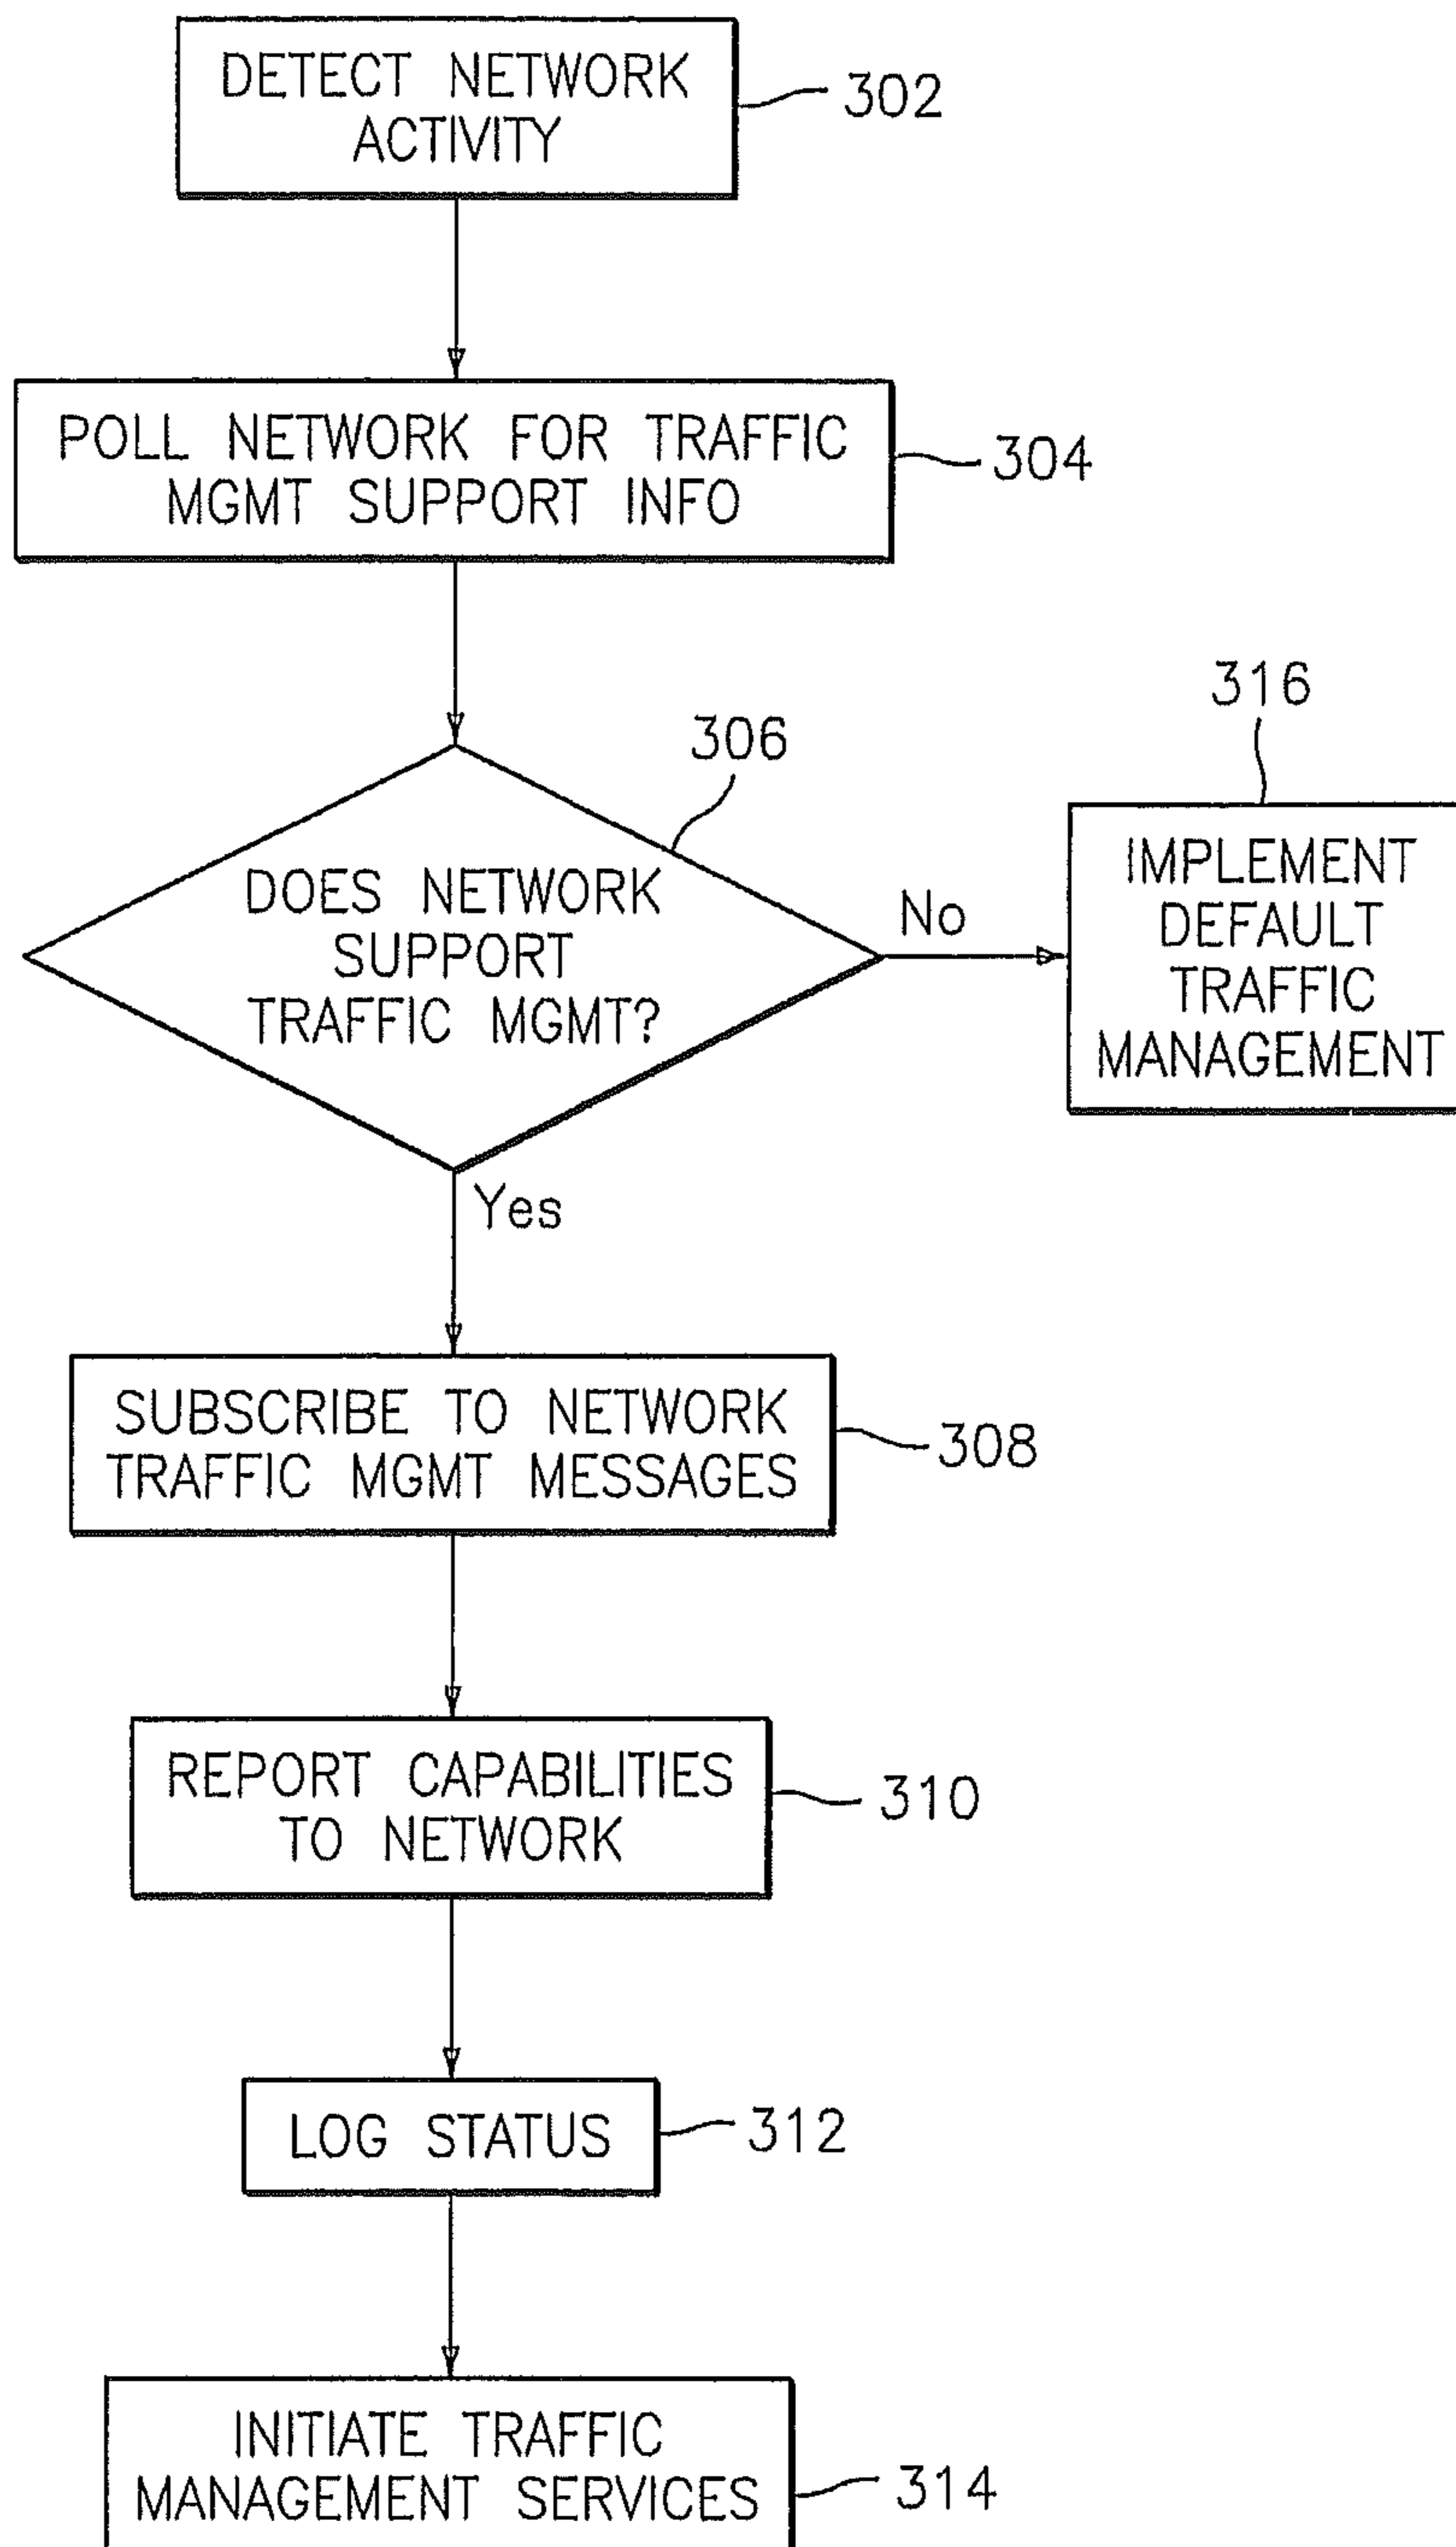 DETECT NETWORK
ACTIVITY
302
POLL NETWORK FOR TRAFFIC
MGMT SUPPORT INFO
304
306
DOES NETWORK
SUPPORT
TRAFFIC MGMT?
No
316
IMPLEMENT
DEFAULT
TRAFFIC
MANAGEMENT
Yes
SUBSCRIBE TO NETWORK
TRAFFIC MGMT MESSAGES
308
REPORT CAPABILITIES
TO NETWORK
310
LOG STATUS
312
INITIATE TRAFFIC
MANAGEMENT SERVICES
314